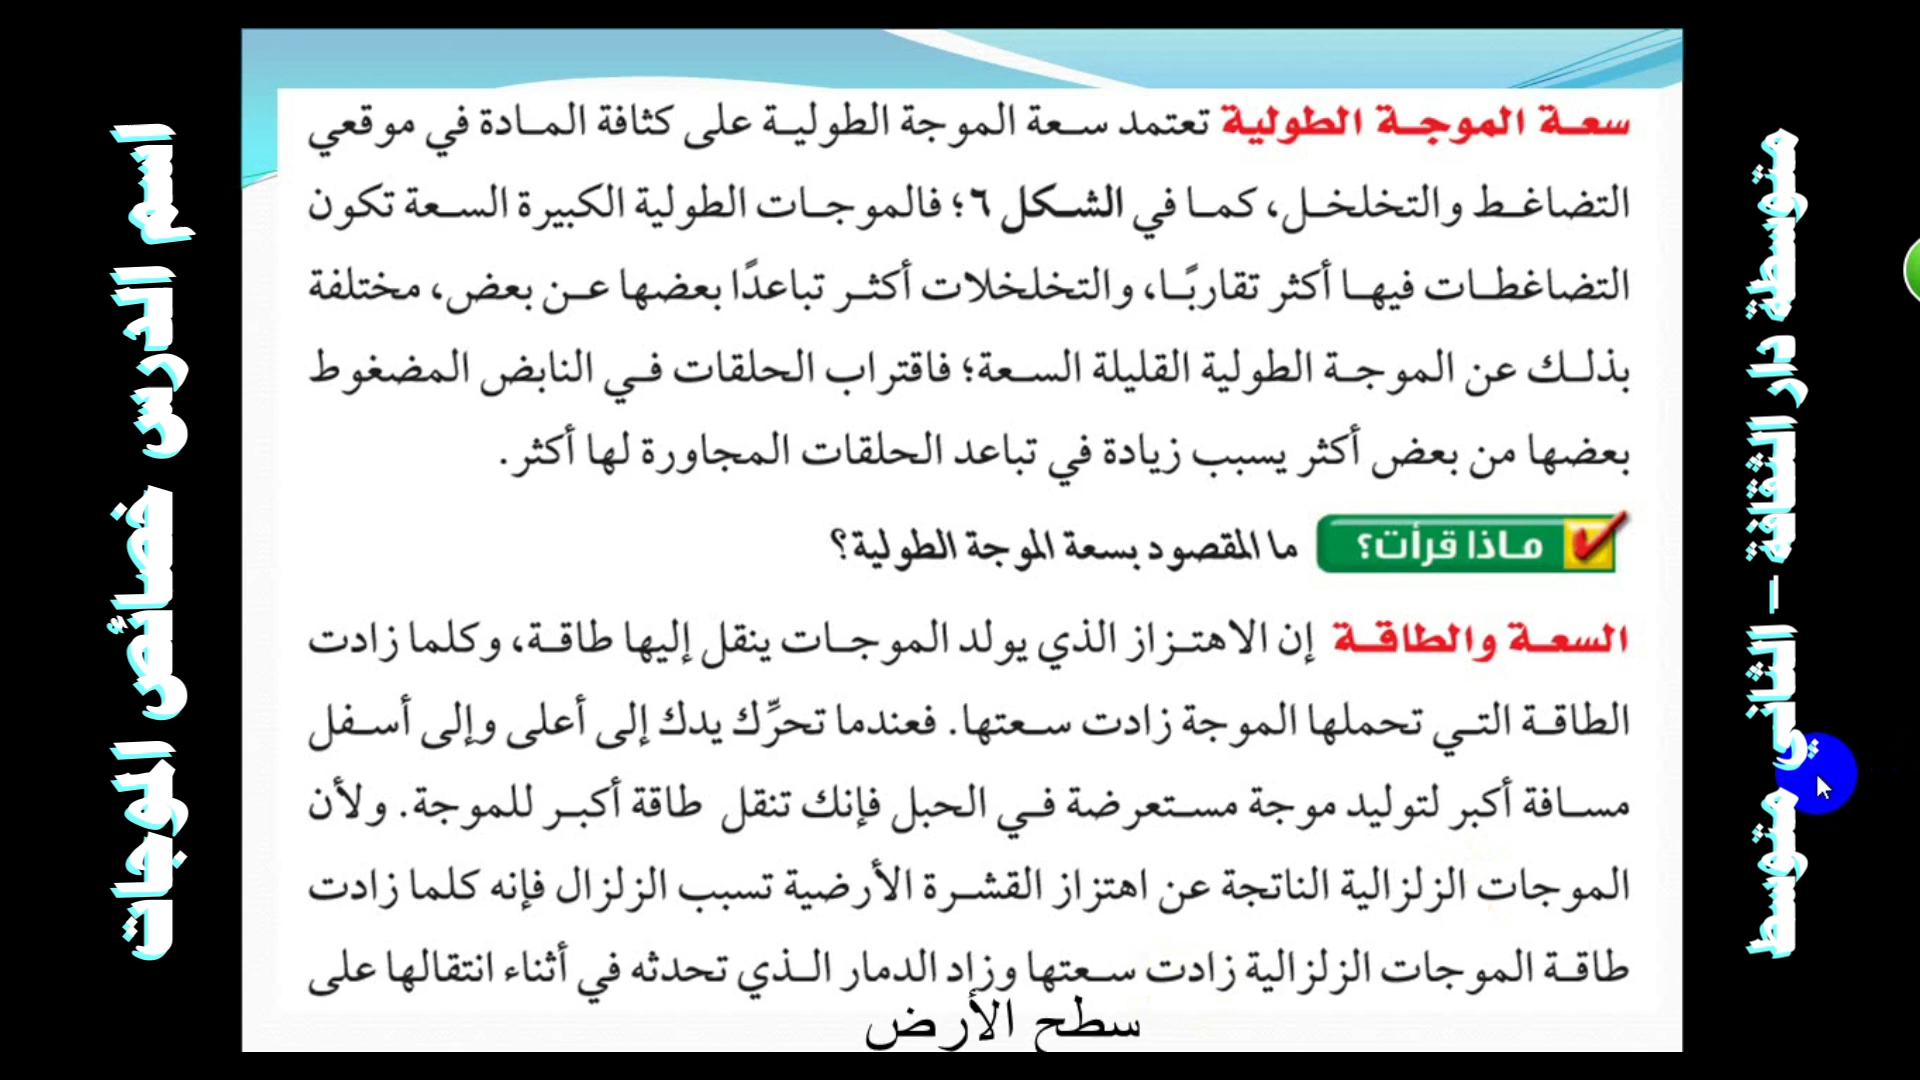 متوسطة دار الثقافة – الثاني متوسط
سعة الموجة الطولية تعتمد سعة الموجة الطولية على كثافة المادة في موقعي
التضاغط والتخلخل، كما في الشكل ٦؛ فالموجات الطولية الكبيرة السعة تكون
التضاغطات فيها أكثر تقاربًا، والتخلخلات أكثر تباعدًا بعضها عن بعض، مختلفة
بذلك عن الموجة الطولية القليلة السعة؛ فاقتراب الحلقات في النابض المضغوط
بعضها من بعض أكثر يسبب زيادة في تباعد الحلقات المجاورة لها أكثر.
ماذا قرأت؟ ما المقصود بسعة الموجة الطولية؟
السعة والطاقة إن الاهتزاز الذي يولد الموجات ينقل إليها طاقة، وكلما زادت
الطاقة التي تحملها الموجة زادت سعتها. فعندما تحرِّك يدك إلى أعلى وإلى أسفل
مسافة أكبر لتوليد موجة مستعرضة في الحبل فإنك تنقل طاقة أكبر للموجة. ولأن
الموجات الزلزالية الناتجة عن اهتزاز القشرة الأرضية تسبب الزلزال فإنه كلما زادت
طاقة الموجات الزلزالية زادت سعتها وزاد الدمار الذي تحدثه في أثناء انتقالها على
سطح الأرض
اسم الدرس خصائص الموجات